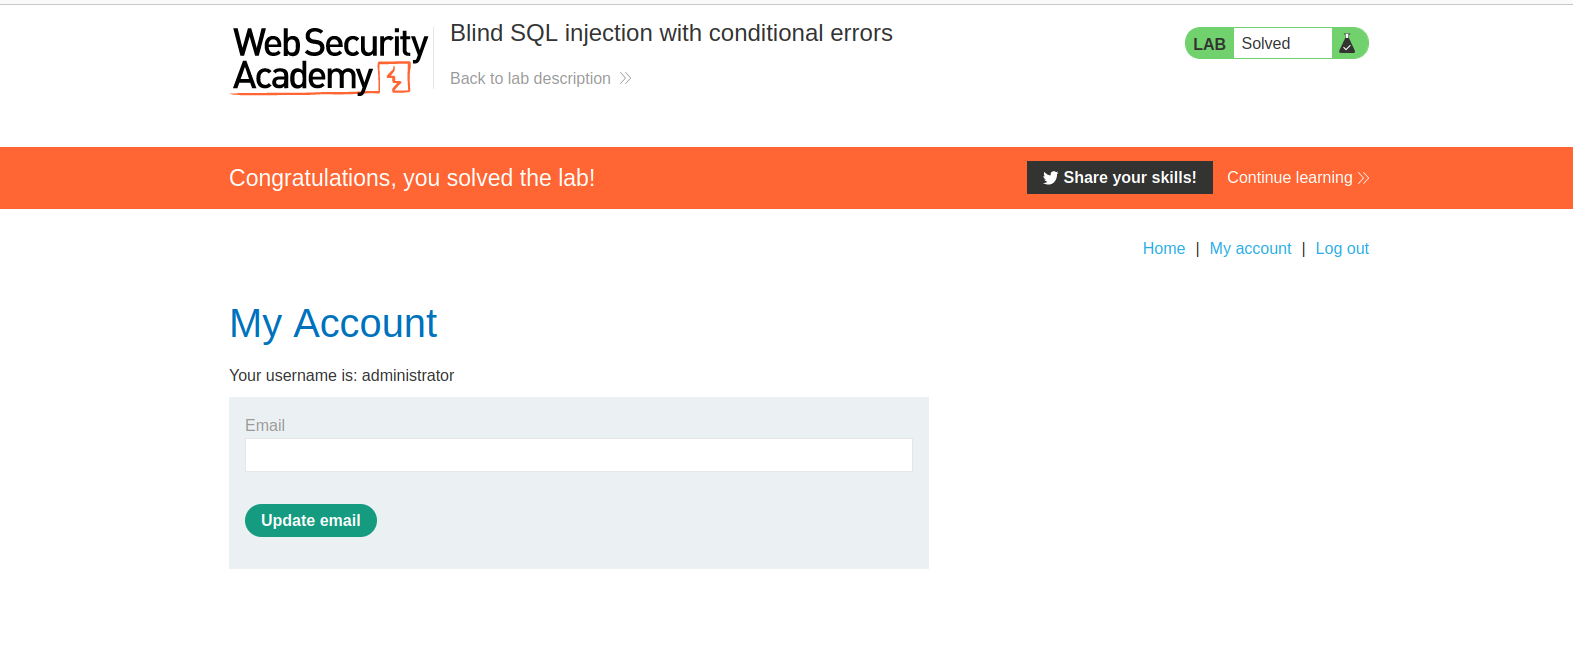 Web Security
Academy
Blind SQL injection with conditional errors
Back to lab description
LAB Solved
Congratulations, you solved the lab!
Share your skills!
Continue learning
Home | My account | Log out
My Account
Your username is: administrator
Email
Update email